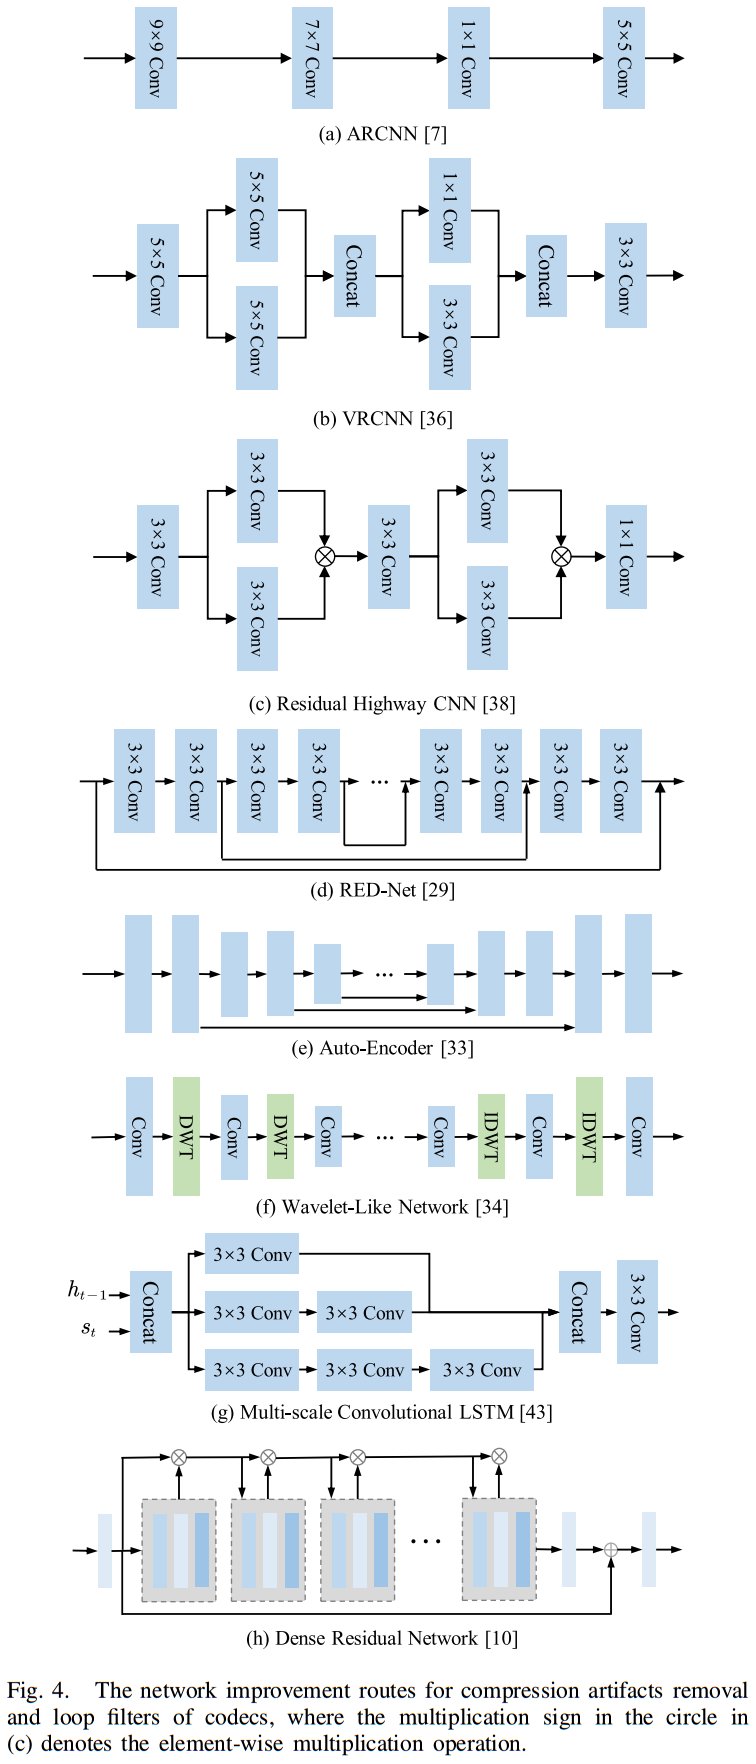 9×9 Conv
7×7 Conv
1×1 Conv
5×5 Conv
(a) ARCNN [7]
5×5 Conv
5×5 Conv
5×5 Conv
Concat
1×1 Conv
3×3 Conv
Concat
3×3 Conv
(b) VRCNN [36]
3×3 Conv
3×3 Conv
3×3 Conv
3×3 Conv
3×3 Conv
3×3 Conv
1×1 Conv
(c) Residual Highway CNN [38]
3×3 Conv
3×3 Conv
3×3 Conv
3×3 Conv
...
3×3 Conv
3×3 Conv
3×3 Conv
3×3 Conv
(d) RED-Net [29]
...
(e) Auto-Encoder [33]
Conv
DWT
Conv
DWT
Conv
...
Conv
IDWT
Conv
IDWT
Conv
(f) Wavelet-Like Network [34]
h_{t−1}
s_t
Concat
3×3 Conv
3×3 Conv
3×3 Conv
3×3 Conv
3×3 Conv
3×3 Conv
Concat
3×3 Conv
(g) Multi-scale Convolutional LSTM [43]
...
(h) Dense Residual Network [10]
Fig. 4. The network improvement routes for compression artifacts removal
and loop filters of codecs, where the multiplication sign in the circle in
(c) denotes the element-wise multiplication operation.